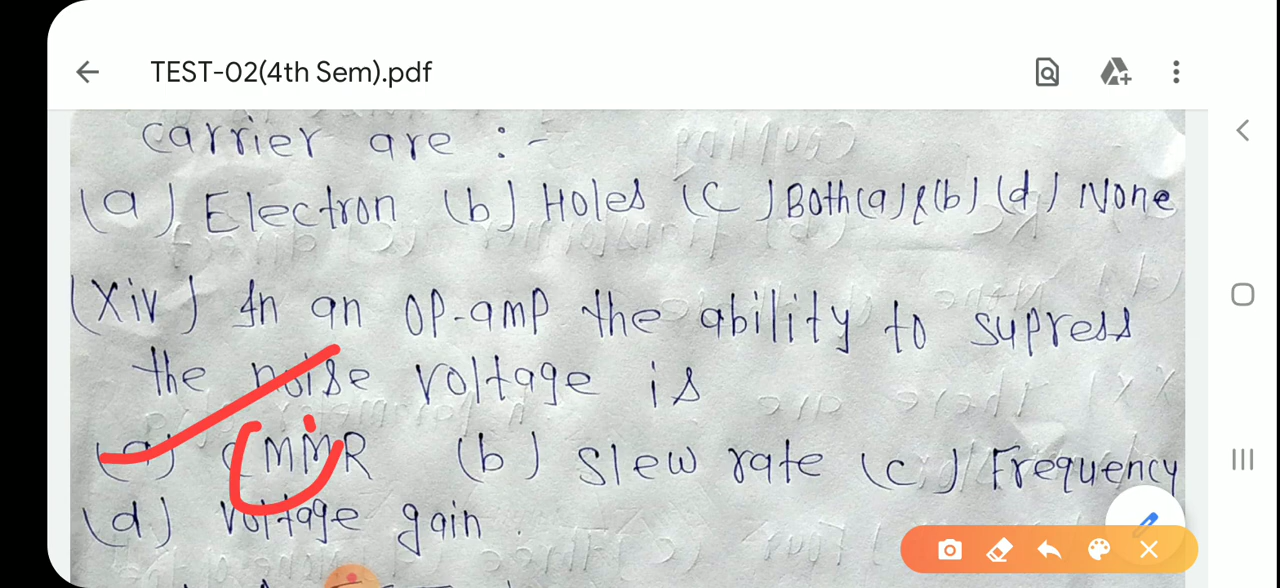 TEST-02(4th Sem).pdf
carrier are :-
(a) Electron (b) Holes (c) Both(a)&(b) (d) None
(xiv) In an OP-amp the ability to supress
the noise voltage is
(a) CMMR (b) Slew rate (c) Frequency
(d) voltage gain